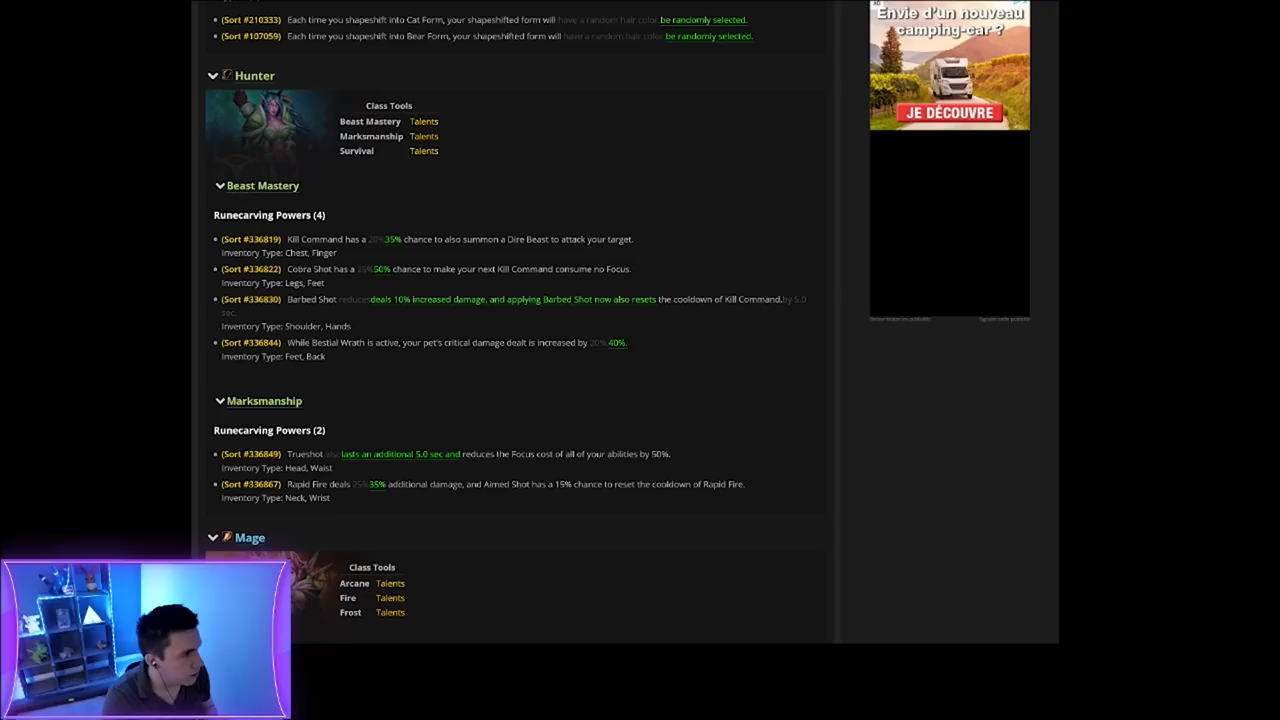 (Sort #210333) Each time you shapeshift into Cat Form, your shapeshifted form will have a random hair color. be randomly selected.
(Sort #107059) Each time you shapeshift into Bear Form, your shapeshifted form will have a random hair color. be randomly selected.
Hunter
Class Tools
Beast Mastery Talents
Marksmanship Talents
Survival Talents
Beast Mastery
Runecarving Powers (4)
(Sort #336819) Kill Command has a 20% 35% chance to also summon a Dire Beast to attack your target.
Inventory Type: Chest, Finger
(Sort #336822) Cobra Shot has a 25% 50% chance to make your next Kill Command consume no Focus.
Inventory Type: Legs, Feet
(Sort #336830) Barbed Shot reduces deals 10% increased damage, and applying Barbed Shot now also resets the cooldown of Kill Command. by 5.0
sec.
Inventory Type: Shoulder, Hands
(Sort #336844) While Bestial Wrath is active, your pet's critical damage dealt is increased by 20%. 40%.
Inventory Type: Feet, Back
Marksmanship
Runecarving Powers (2)
(Sort #336849) Trueshot also lasts an additional 5.0 sec and reduces the Focus cost of all of your abilities by 50%.
Inventory Type: Head, Waist
(Sort #336867) Rapid Fire deals 25% 35% additional damage, and Aimed Shot has a 15% chance to reset the cooldown of Rapid Fire.
Inventory Type: Neck, Wrist
Mage
Class Tools
Arcane Talents
Fire Talents
Frost Talents
AD
Envie d'un nouveau
camping-car ?
JE DÉCOUVRE